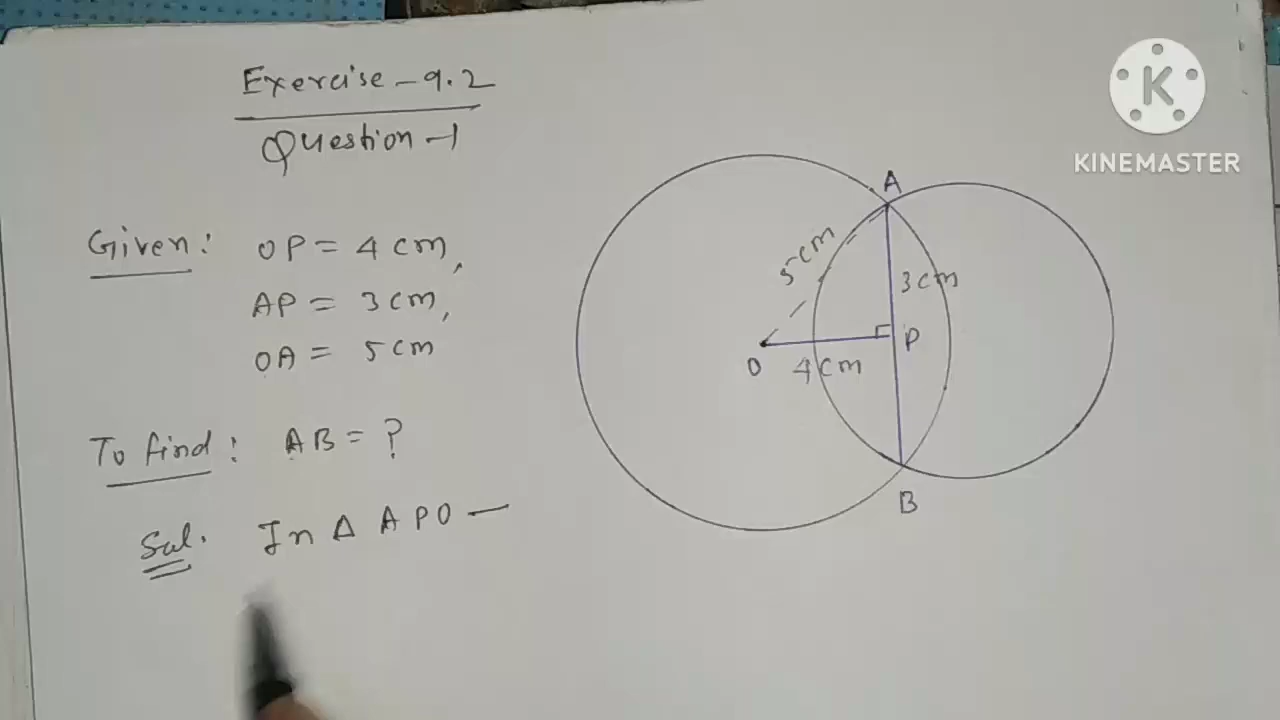 Exercise - 9.2
Question - 1
Given: OP = 4 cm,
AP = 3 cm,
OA = 5 cm
To find: AB = ?
Sol. In Δ APO —
A
5 cm
3 cm
P
O
4 cm
B
K
KINEMASTER